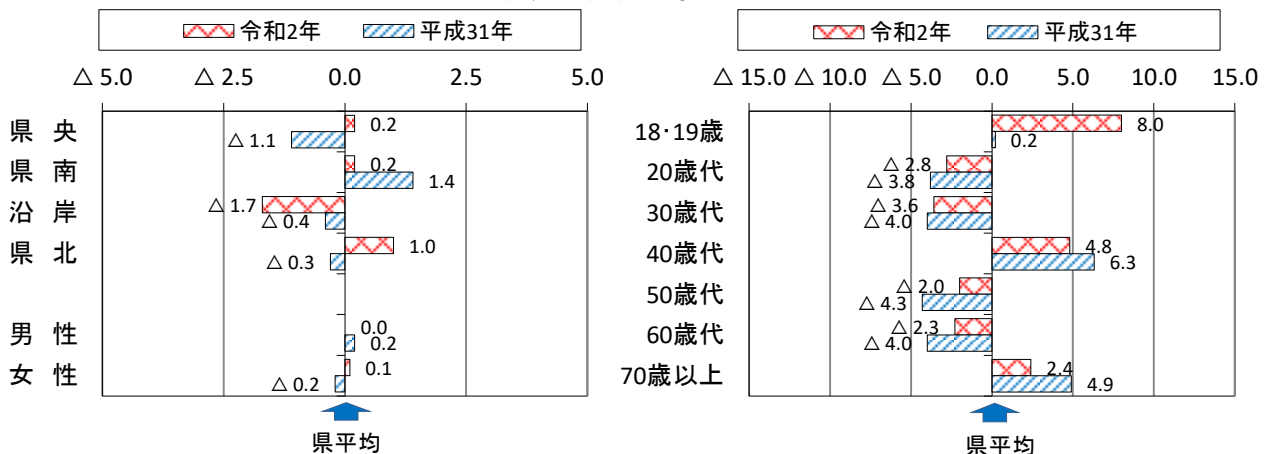 令和2年 平成31年
△ 5.0 △ 2.5 0.0 2.5 5.0
県 央 0.2
△ 1.1
県 南 0.2
1.4
沿 岸 △ 1.7
△ 0.4
県 北 1.0
△ 0.3
男 性 0.0
0.2
女 性 0.1
△ 0.2
県平均
令和2年 平成31年
△ 15.0 △ 10.0 △ 5.0 0.0 5.0 10.0 15.0
18･19歳 8.0
0.2
20歳代 △ 2.8
△ 3.8
30歳代 △ 3.6
△ 4.0
40歳代 4.8
6.3
50歳代 △ 2.0
△ 4.3
60歳代 △ 2.3
△ 4.0
70歳以上 2.4
4.9
県平均